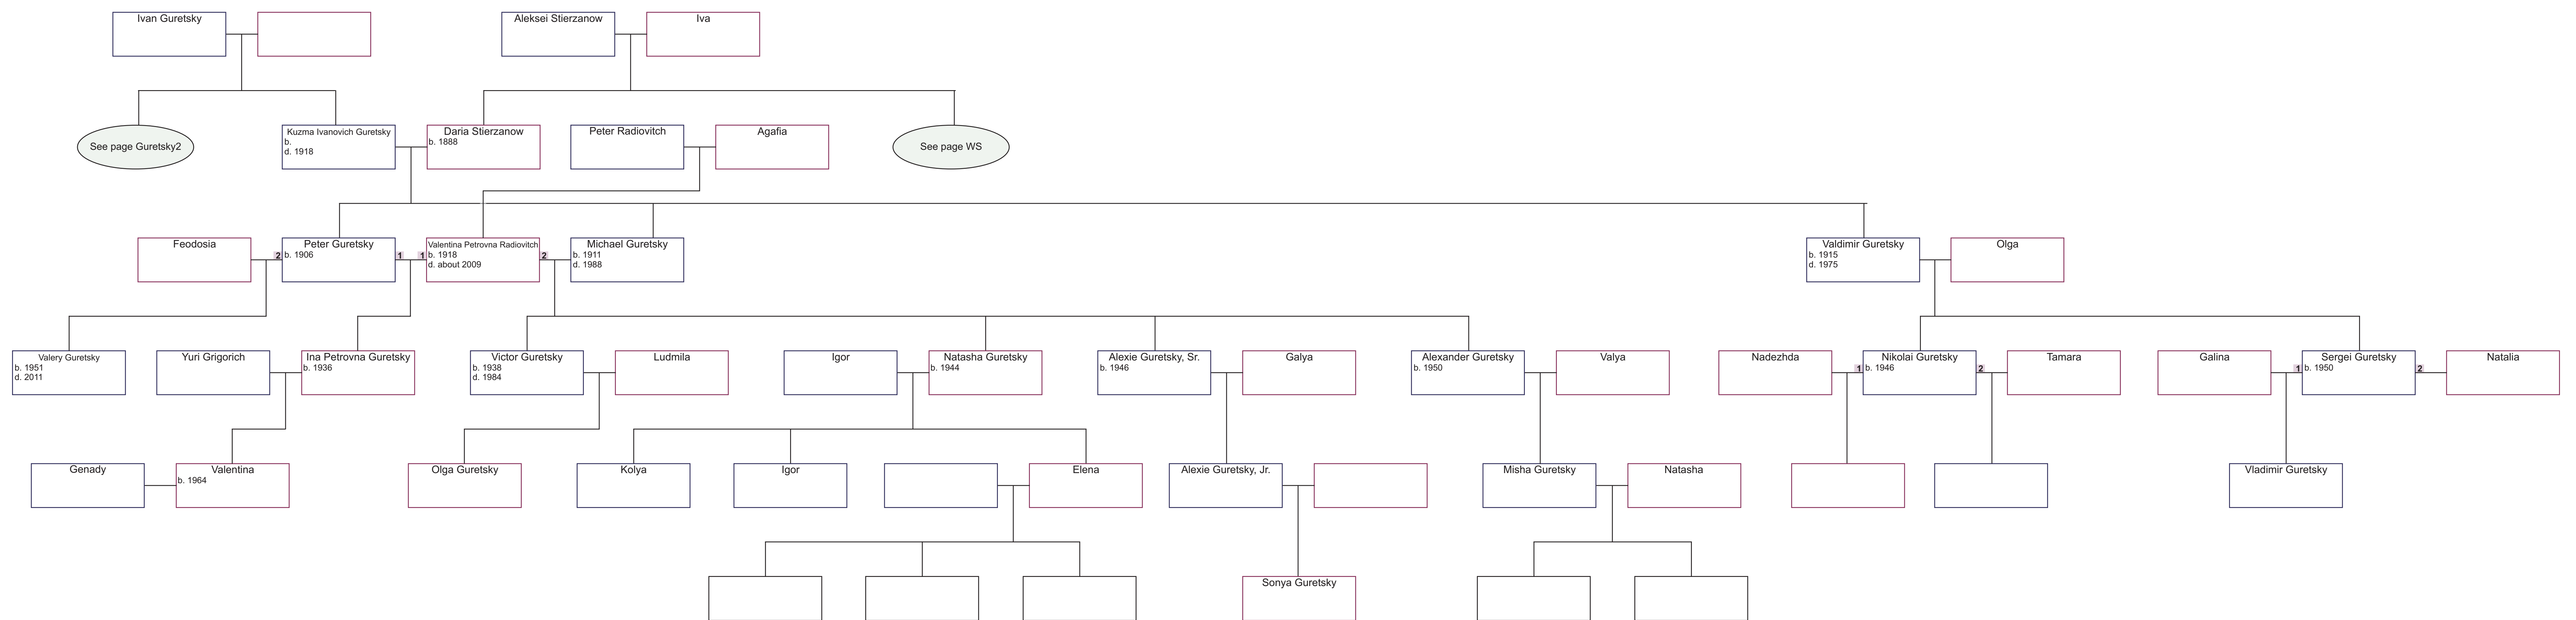 Ivan Guretsky
Aleksei Stierzanow
Iva
See page Guretsky2
Kuzma Ivanovich Guretsky
b.
d. 1918
Daria Stierzanow
b. 1888
Peter Radiovitch
Agafia
See page WS
Feodosia
2
Peter Guretsky
b. 1906
1
1
Valentina Petrovna Radiovitch
b. 1918
d. about 2009
2
Michael Guretsky
b. 1911
d. 1988
Valdimir Guretsky
b. 1915
d. 1975
Olga
Valery Guretsky
b. 1951
d. 2011
Yuri Grigorich
Ina Petrovna Guretsky
b. 1936
Victor Guretsky
b. 1938
d. 1984
Ludmila
Igor
Natasha Guretsky
b. 1944
Alexie Guretsky, Sr.
b. 1946
Galya
Alexander Guretsky
b. 1950
Valya
Nadezhda
1
Nikolai Guretsky
b. 1946
2
Tamara
Galina
1
Sergei Guretsky
b. 1950
2
Natalia
Genady
Valentina
b. 1964
Olga Guretsky
Kolya
Igor
Elena
Alexie Guretsky, Jr.
Misha Guretsky
Natasha
Vladimir Guretsky
Sonya Guretsky